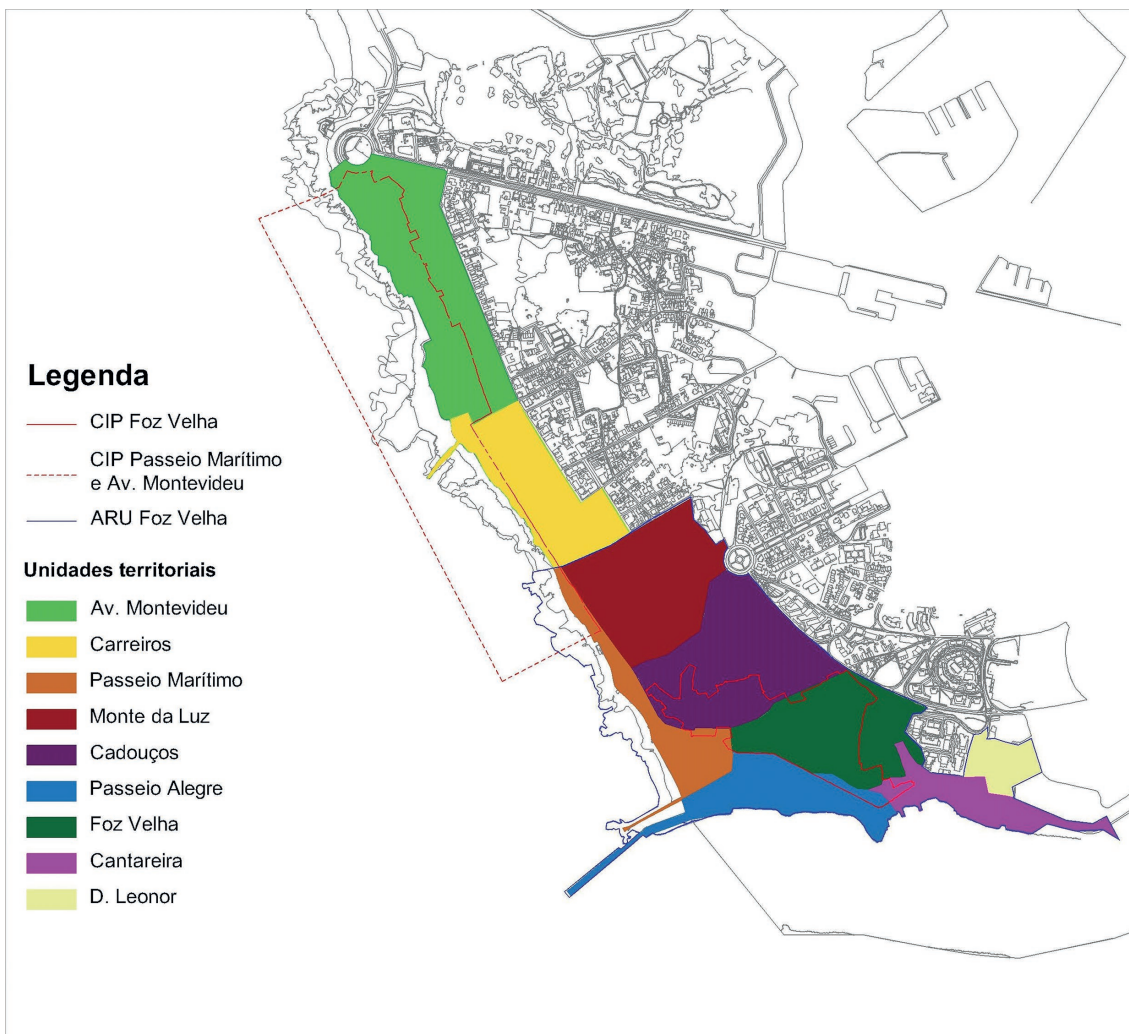 Legenda
CIP Foz Velha
CIP Passeio Marítimo
e Av. Montevideu
ARU Foz Velha
Unidades territoriais
Av. Montevideu
Carreiros
Passeio Marítimo
Monte da Luz
Cadouços
Passeio Alegre
Foz Velha
Cantareira
D. Leonor